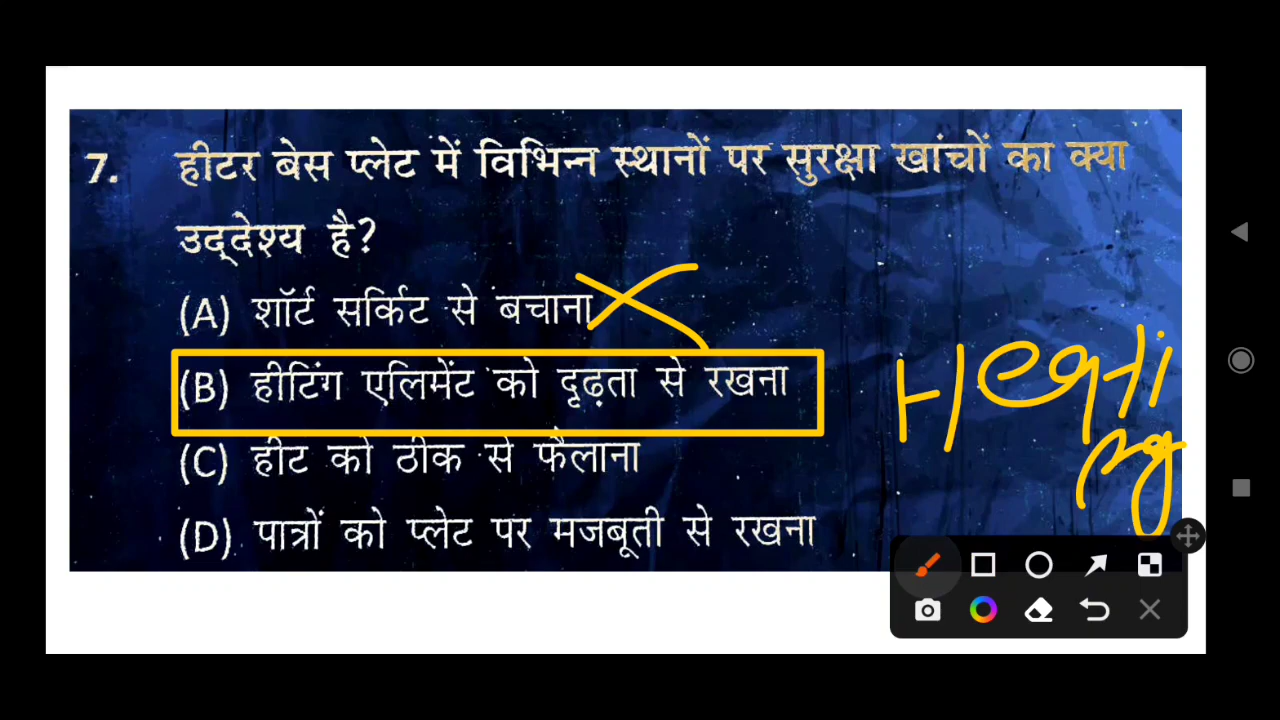 7. हीटर बेस प्लेट में विभिन्न स्थानों पर सुरक्षा खांचों का क्या
उद्देश्य है?
(A) शॉर्ट सर्किट से बचाना
(B) हीटिंग एलिमेंट को दृढ़ता से रखना
(C) हीट को ठीक से फैलाना
(D) पात्रों को प्लेट पर मजबूती से रखना